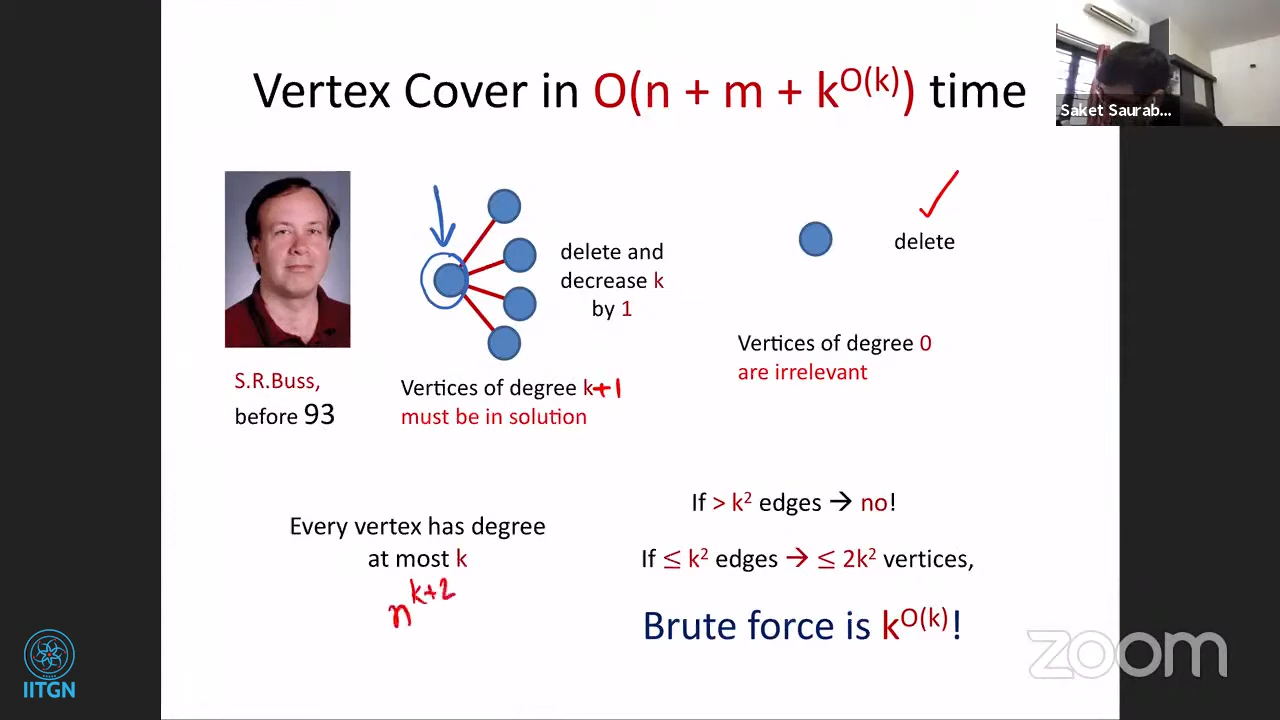 Vertex Cover in O(n + m + k^O(k)) time
Saket Saurab...
delete and
decrease k
by 1
delete
Vertices of degree 0
are irrelevant
S.R.Buss,
before 93
Vertices of degree k+1
must be in solution
Every vertex has degree
at most k
n^k+2
If > k² edges → no!
If ≤ k² edges → ≤ 2k² vertices,
Brute force is k^O(k)!
zoom
IITGN